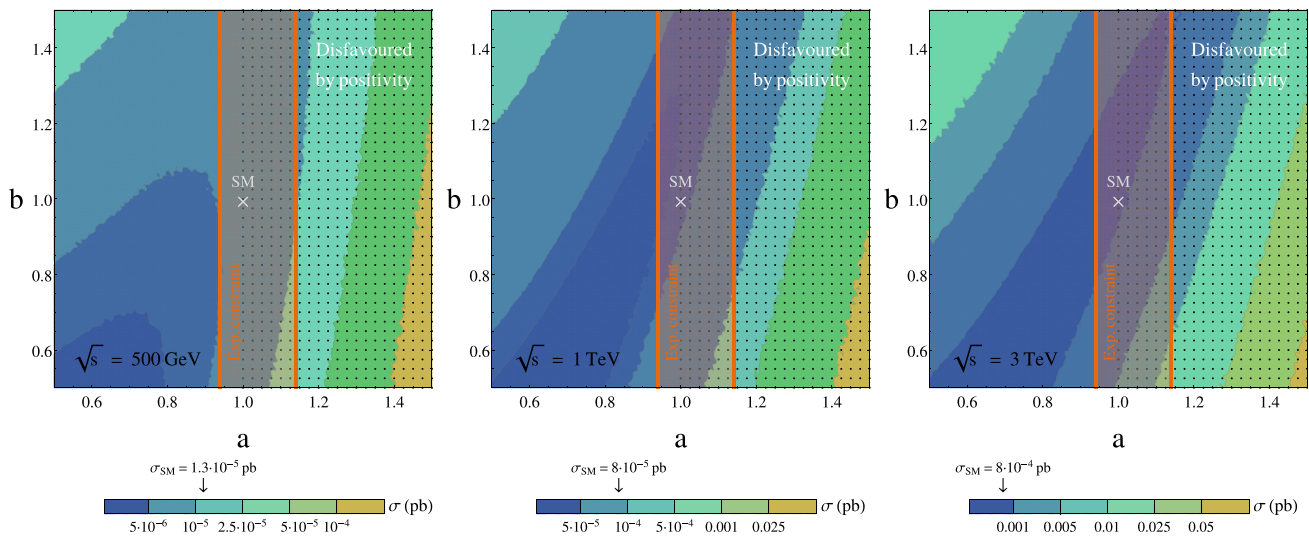 1.4
1.2
1.0
0.8
0.6
b
0.6
0.8
1.0
1.2
1.4
a
Disfavoured
by positivity
SM
×
Exp. constraint
√s = 500 GeV
σSM = 1.3·10⁻⁵ pb
↓
σ (pb)
5·10⁻⁶ 10⁻⁵ 2.5·10⁻⁵ 5·10⁻⁵ 10⁻⁴
1.4
1.2
1.0
0.8
0.6
b
0.6
0.8
1.0
1.2
1.4
a
Disfavoured
by positivity
SM
×
Exp. constraint
√s = 1 TeV
σSM = 8·10⁻⁵ pb
↓
σ (pb)
5·10⁻⁵ 10⁻⁴ 5·10⁻⁴ 0.001 0.025
1.4
1.2
1.0
0.8
0.6
b
0.6
0.8
1.0
1.2
1.4
a
Disfavoured
by positivity
SM
×
Exp. constraint
√s = 3 TeV
σSM = 8·10⁻⁴ pb
↓
σ (pb)
0.001 0.005 0.01 0.025 0.05